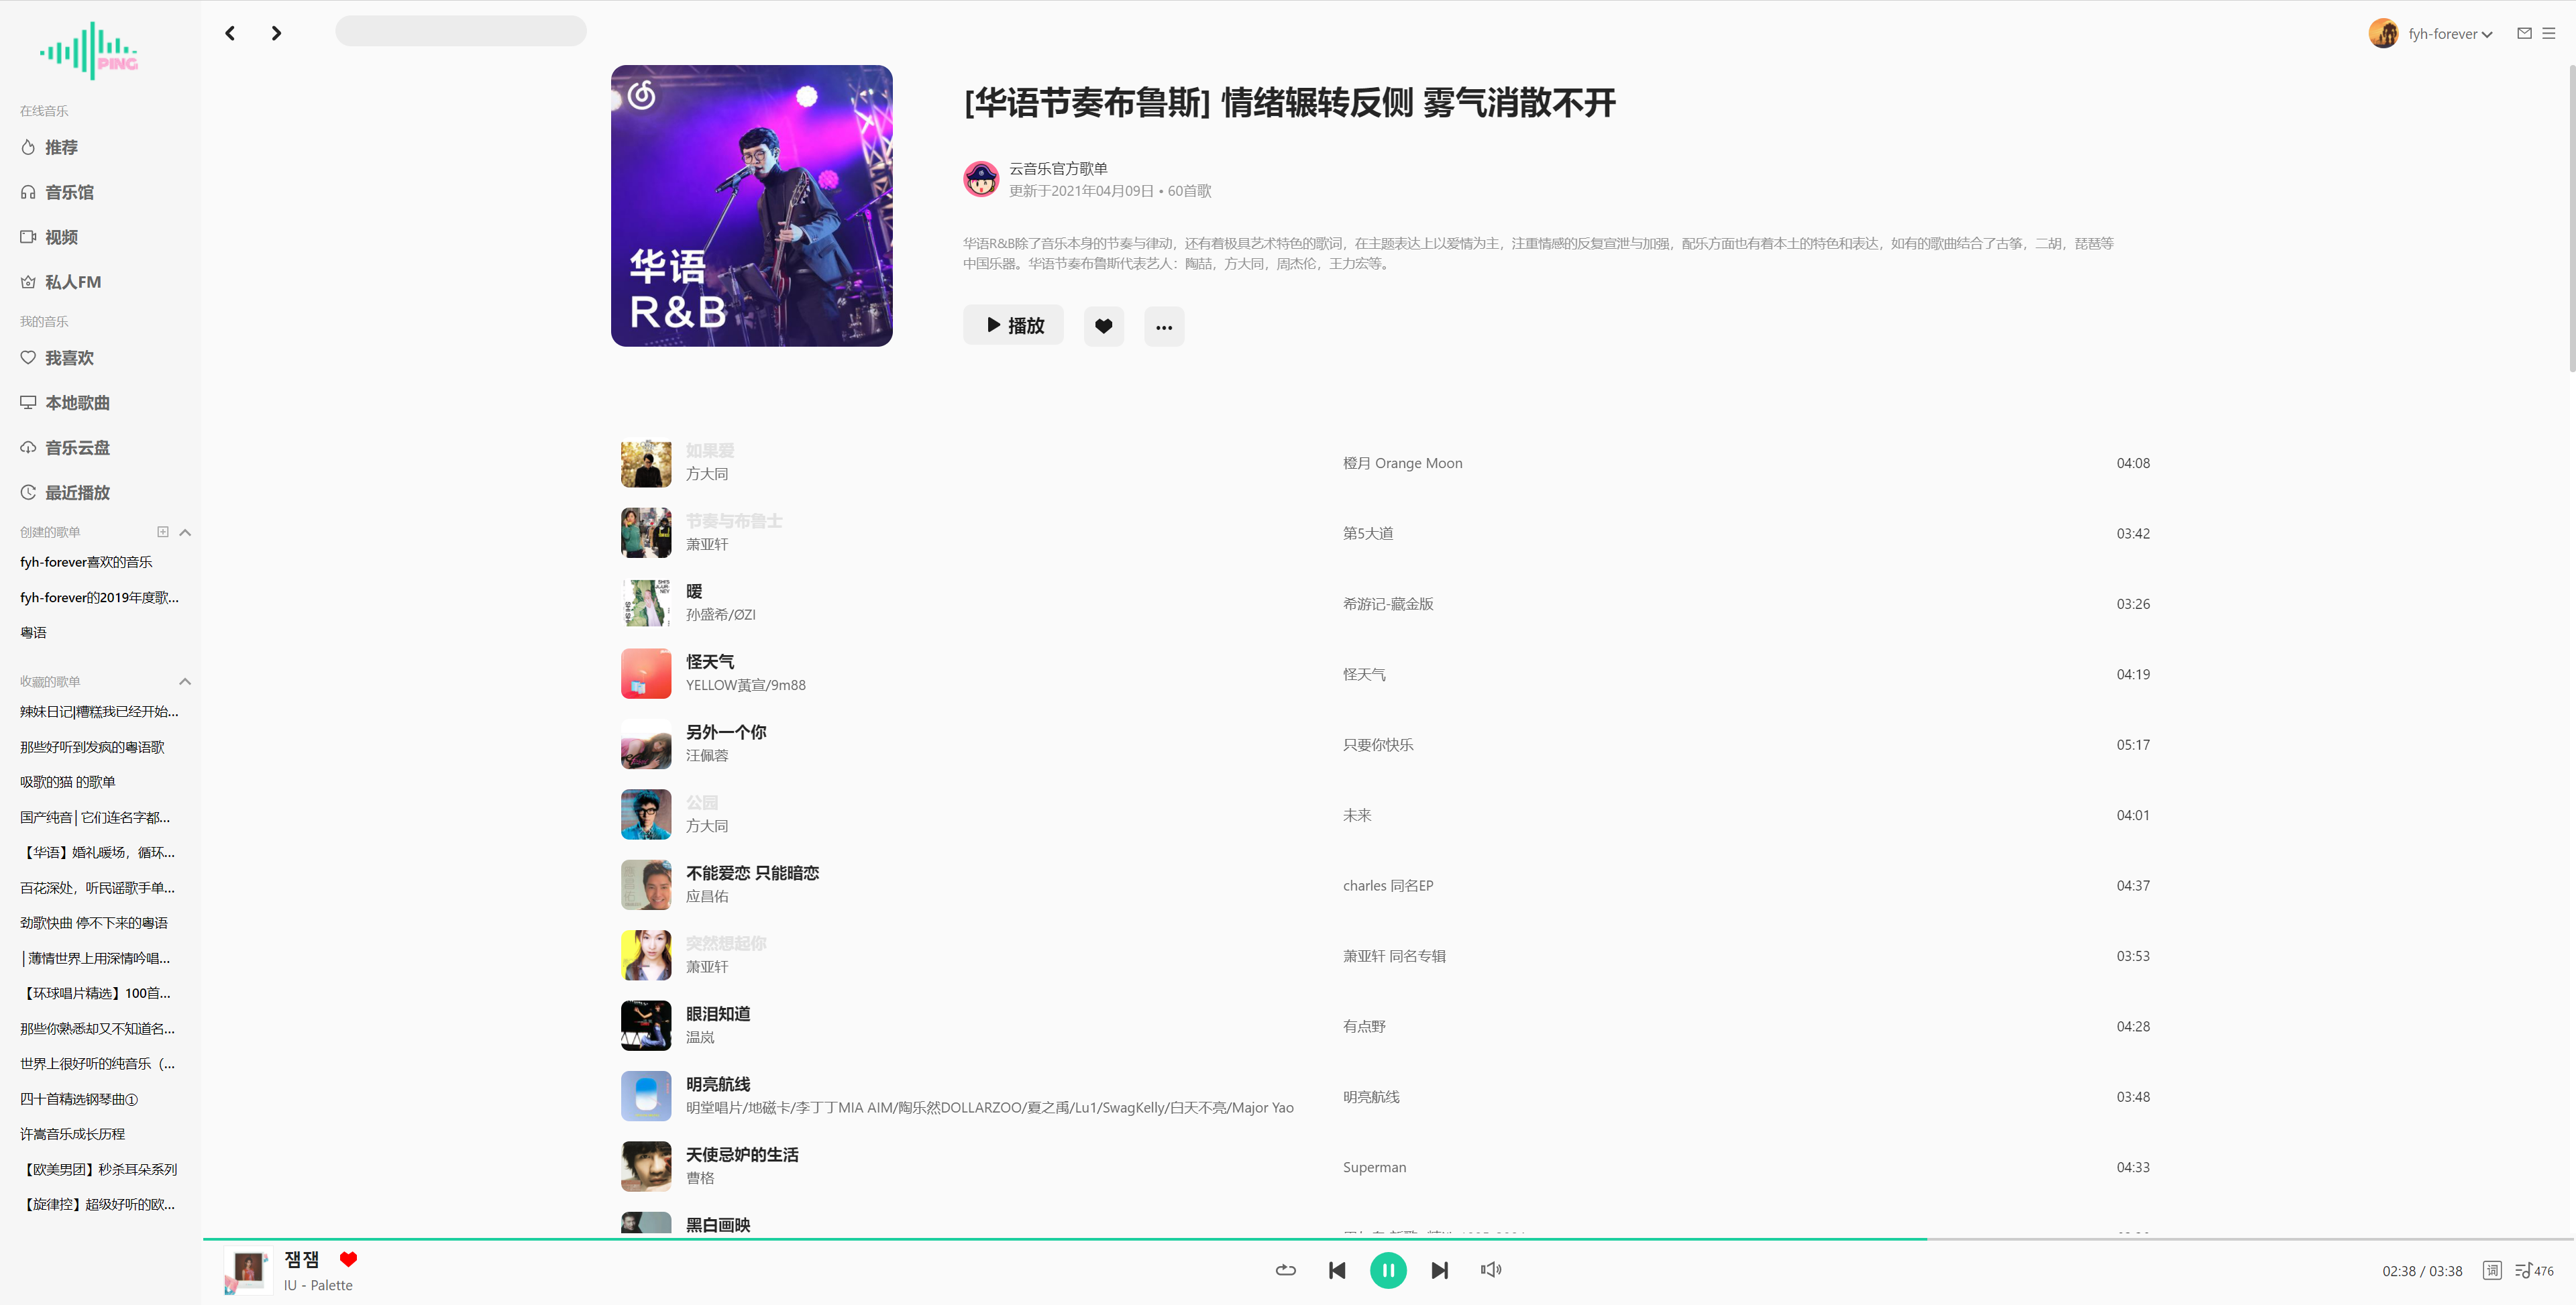 PING
在线音乐
推荐
音乐馆
视频
私人FM
我的音乐
我喜欢
本地歌曲
音乐云盘
最近播放
创建的歌单
fyh-forever喜欢的音乐
fyh-forever的2019年度歌...
粤语
收藏的歌单
辣妹日记|糟糕我已经开始...
那些好听到发疯的粤语歌
吸歌的猫 的歌单
国产纯音│它们连名字都...
【华语】婚礼暖场，循环...
百花深处，听民谣歌手单...
劲歌快曲 停不下来的粤语
│薄情世界上用深情吟唱...
【环球唱片精选】100首...
那些你熟悉却又不知道名...
世界上很好听的纯音乐（...
四十首精选钢琴曲①
许嵩音乐成长历程
【欧美男团】秒杀耳朵系列
【旋律控】超级好听的欧...
fyh-forever
华语
R&B
[华语节奏布鲁斯] 情绪辗转反侧 雾气消散不开
云音乐官方歌单
更新于2021年04月09日 • 60首歌
华语R&B除了音乐本身的节奏与律动，还有着极具艺术特色的歌词，在主题表达上以爱情为主，注重情感的反复宣泄与加强，配乐方面也有着本土的特色和表达，如有的歌曲结合了古筝，二胡，琵琶等
中国乐器。华语节奏布鲁斯代表艺人：陶喆，方大同，周杰伦，王力宏等。
播放
如果爱
方大同
橙月 Orange Moon
04:08
节奏与布鲁士
萧亚轩
第5大道
03:42
暧
孙盛希/ØZI
希游记-藏金版
03:26
怪天气
YELLOW黃宣/9m88
怪天气
04:19
另外一个你
汪佩蓉
只要你快乐
05:17
公园
方大同
未来
04:01
不能爱恋 只能暗恋
应昌佑
charles 同名EP
04:37
突然想起你
萧亚轩
萧亚轩 同名专辑
03:53
眼泪知道
温岚
有点野
04:28
明亮航线
明堂唱片/地磁卡/李丁丁MIA AIM/陶乐然DOLLARZOO/夏之禹/Lu1/SwagKelly/白天不亮/Major Yao
明亮航线
03:48
天使忌妒的生活
曹格
Superman
04:33
黑白画映
잼잼
IU - Palette
02:38 / 03:38
词
476